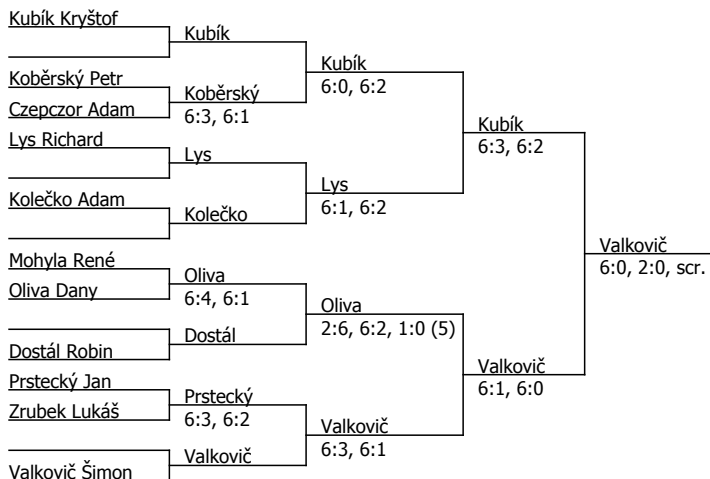 Kubík Kryštof
Kubík
Kubík
6:0, 6:2
Koběrský Petr
Koběrský
6:3, 6:1
Czepczor Adam
Kubík
6:3, 6:2
Lys Richard
Lys
Lys
6:1, 6:2
Kolečko Adam
Kolečko
Valkovič
6:0, 2:0, scr.
Mohyla René
Oliva
6:4, 6:1
Oliva Dany
Oliva
2:6, 6:2, 1:0 (5)
Dostál
Dostál Robin
Valkovič
6:1, 6:0
Prstecký Jan
Prstecký
6:3, 6:2
Zrubek Lukáš
Valkovič
6:3, 6:1
Valkovič
Valkovič Šimon